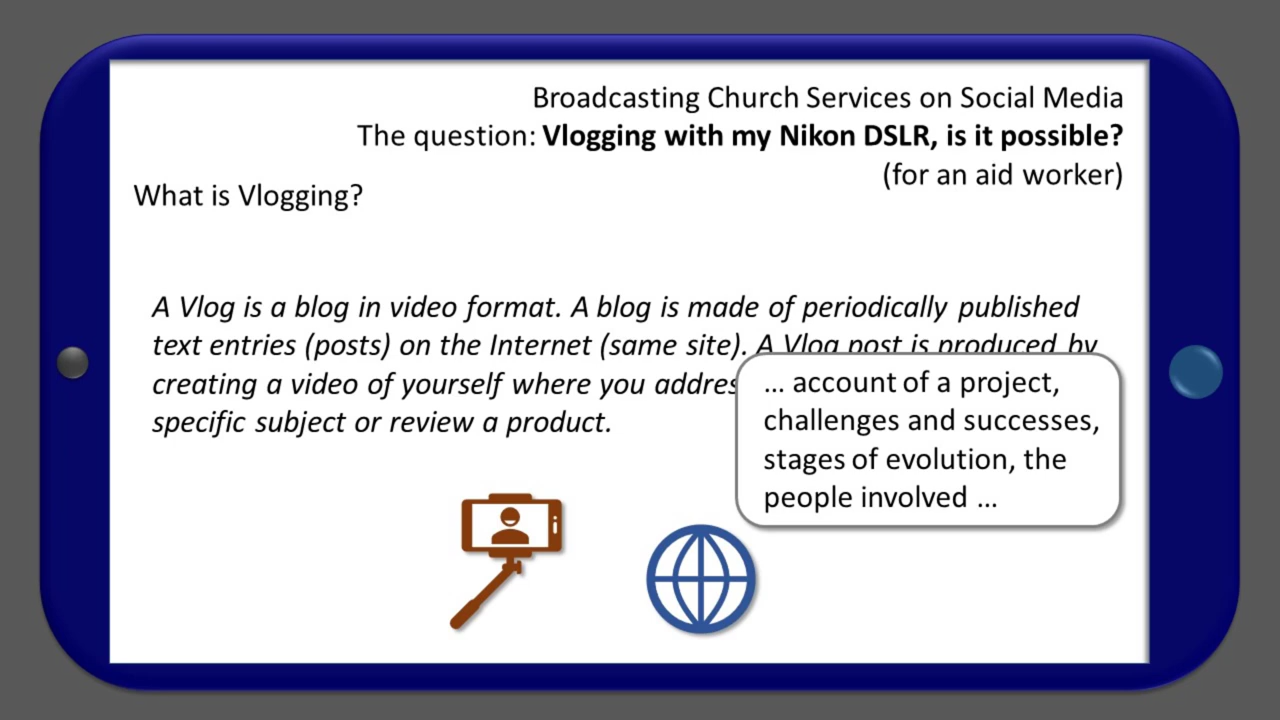 Broadcasting Church Services on Social Media
The question: Vlogging with my Nikon DSLR, is it possible?
(for an aid worker)
What is Vlogging?
A Vlog is a blog in video format. A blog is made of periodically published
text entries (posts) on the Internet (same site). A Vlog post is produced by
creating a video of yourself where you addres
specific subject or review a product.
... account of a project,
challenges and successes,
stages of evolution, the
people involved ...